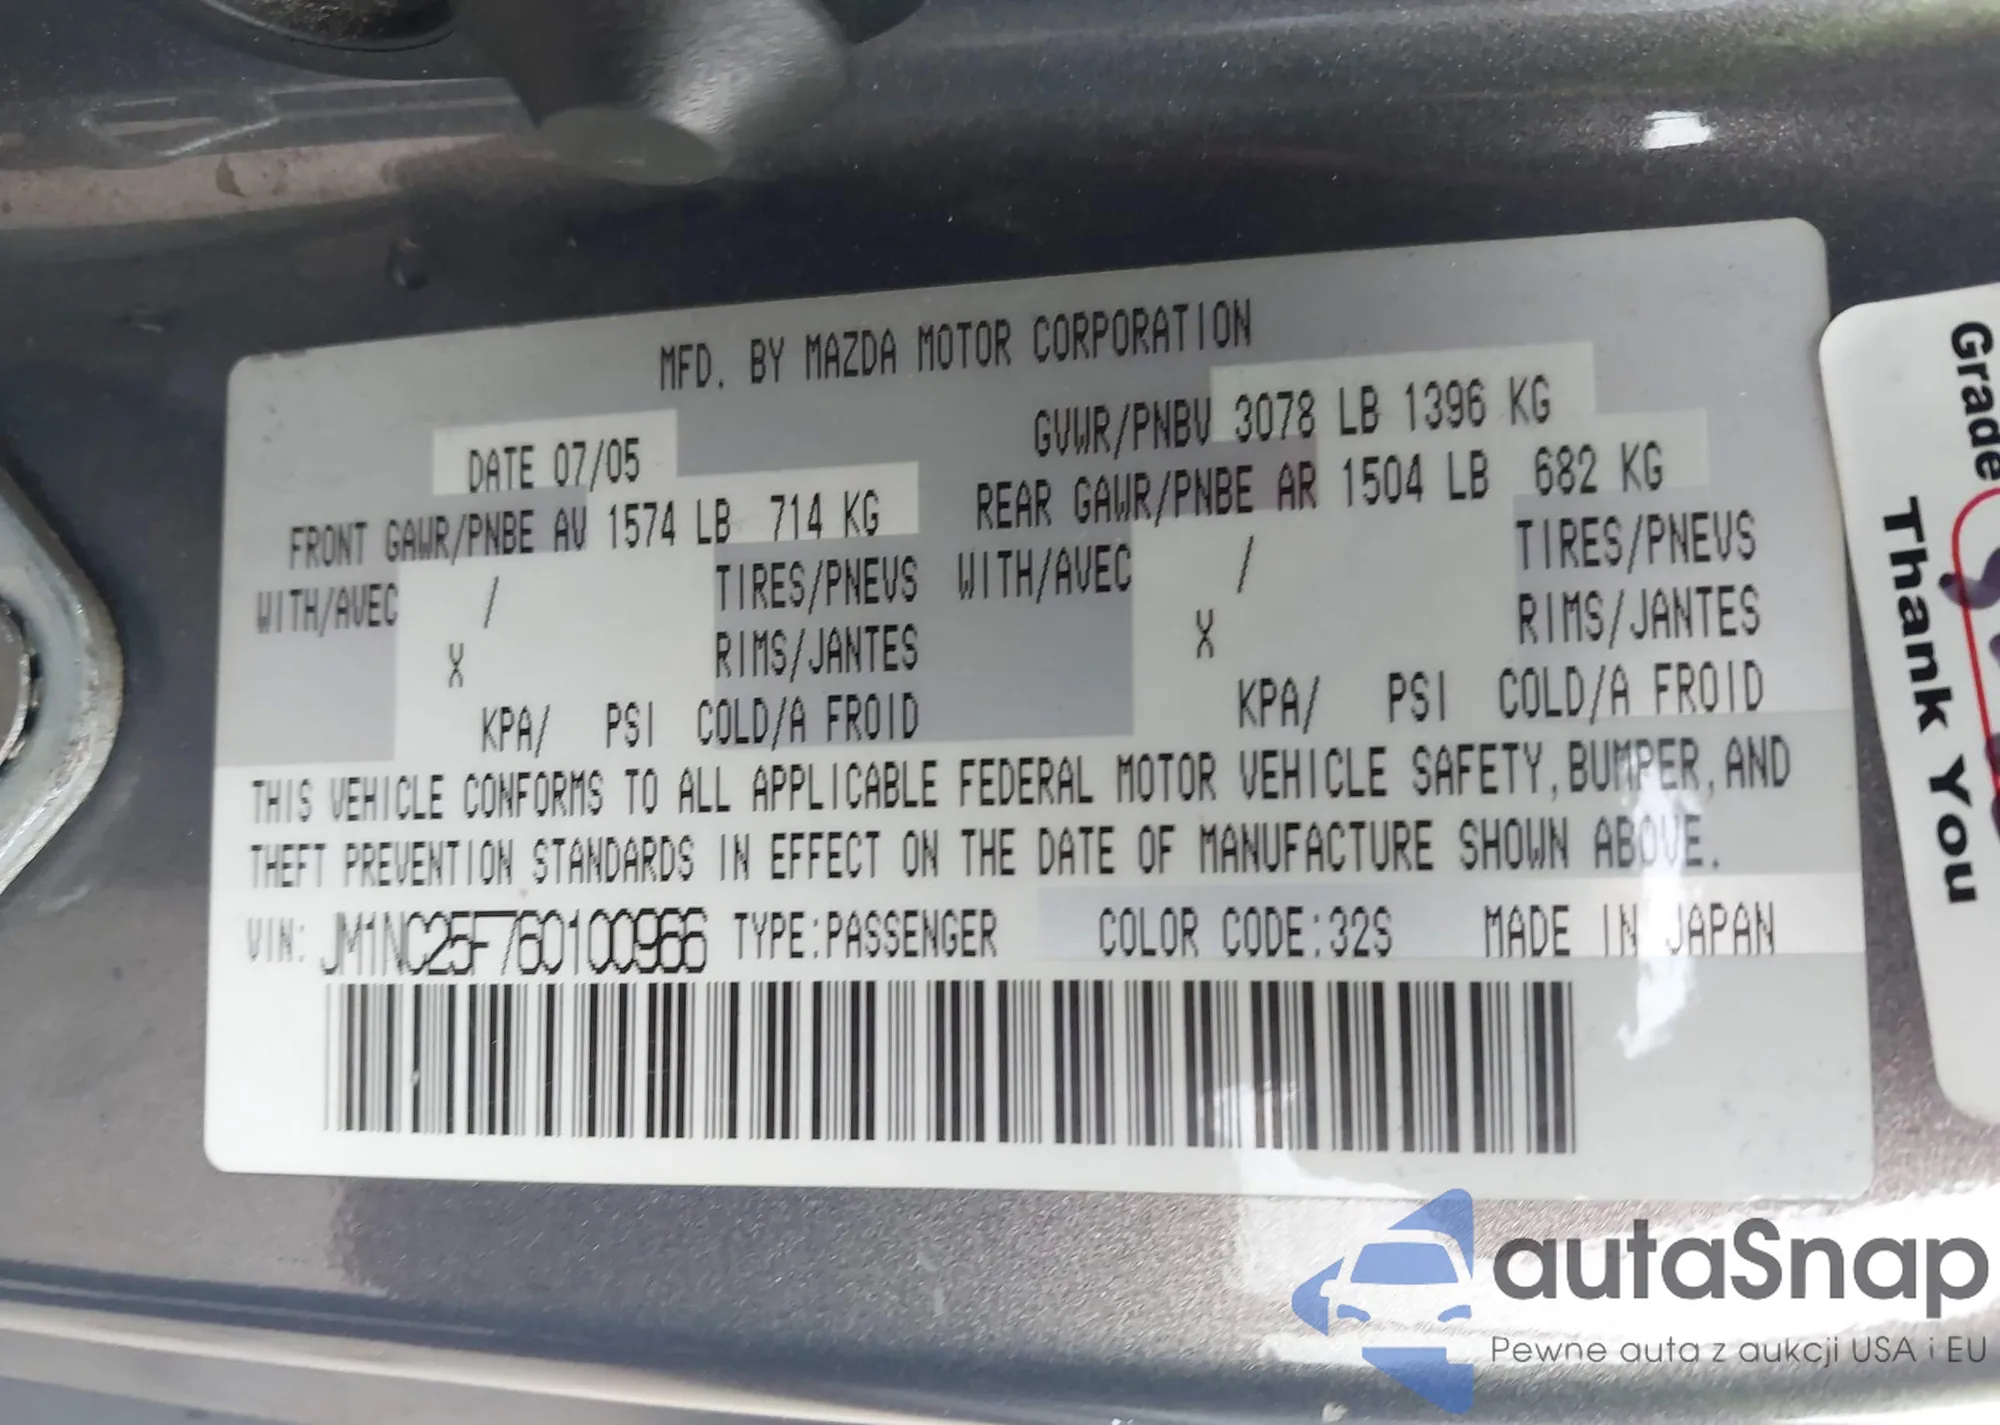 MFD. BY MAZDA MOTOR CORPORATION
DATE 07/05 GVWR/PNBV 3078 LB 1396 KG
FRONT GAWR/PNBE AV 1574 LB 714 KG REAR GAWR/PNBE AR 1504 LB 682 KG
WITH/AVEC / TIRES/PNEVS WITH/AVEC / TIRES/PNEVS
X RIMS/JANTES X RIMS/JANTES
KPA/ PSI COLD/A FROID KPA/ PSI COLD/A FROID
THIS VEHICLE CONFORMS TO ALL APPLICABLE FEDERAL MOTOR VEHICLE SAFETY, BUMPER, AND
THEFT PREVENTION STANDARDS IN EFFECT ON THE DATE OF MANUFACTURE SHOWN ABOVE.
VIN: JM1NC25F760100966 TYPE:PASSENGER COLOR CODE:32S MADE IN JAPAN
Grade
Thank You
autaSnap
Pewne auta z aukcji USA i EU